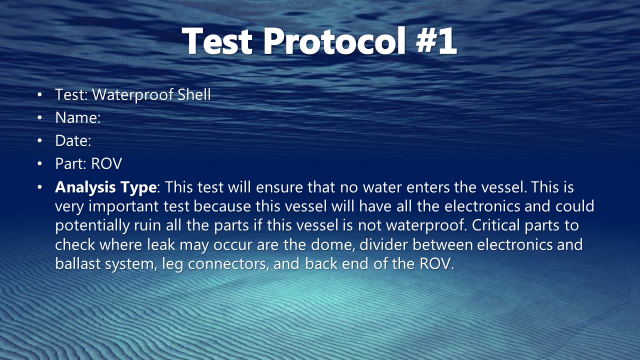 Test Protocol #1
• Test: Waterproof Shell
• Name:
• Date:
• Part: ROV
• Analysis Type: This test will ensure that no water enters the vessel. This is
very important test because this vessel will have all the electronics and could
potentially ruin all the parts if this vessel is not waterproof. Critical parts to
check where leak may occur are the dome, divider between electronics and
ballast system, leg connectors, and back end of the ROV.